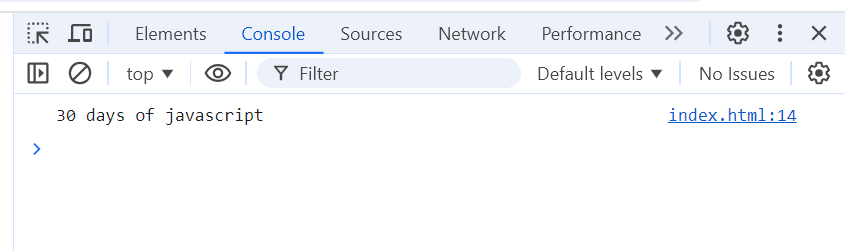 Elements Console Sources Network Performance
top Filter Default levels No Issues
30 days of javascript index.html:14